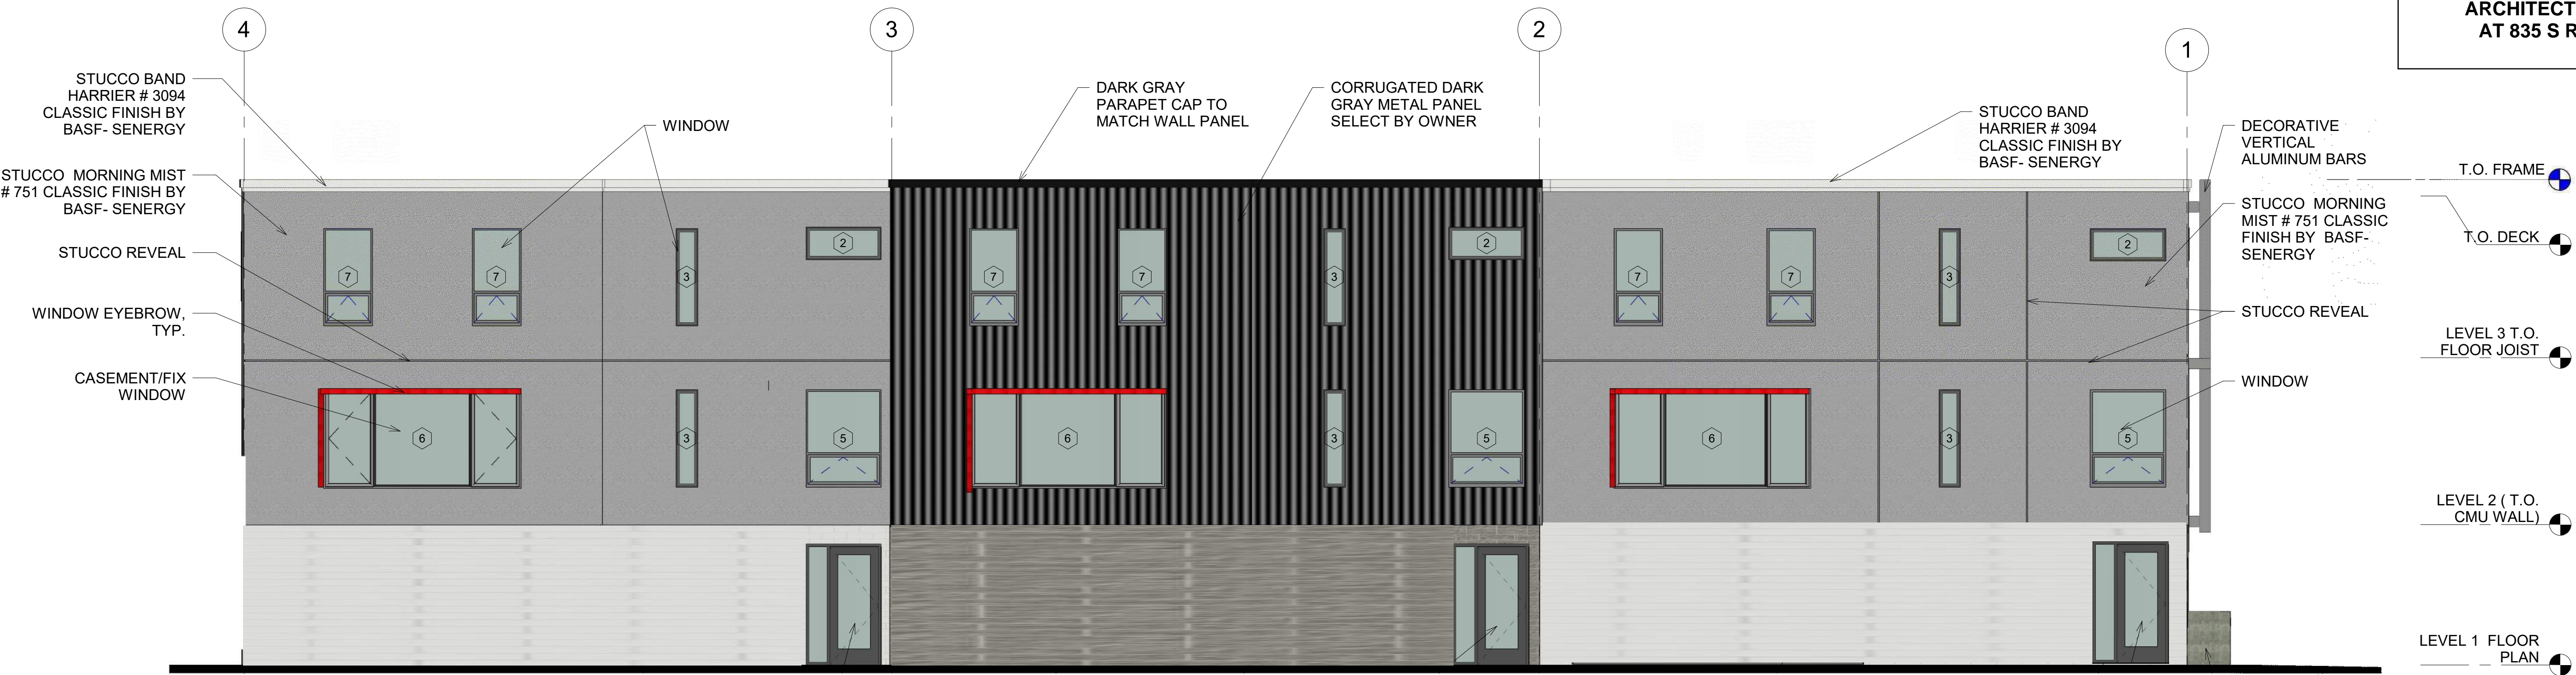 ARCHITECT
AT 835 S R
4
3
2
1
STUCCO BAND
HARRIER # 3094
CLASSIC FINISH BY
BASF- SENERGY
STUCCO  MORNING MIST
# 751 CLASSIC FINISH BY
BASF- SENERGY
STUCCO REVEAL
WINDOW EYEBROW,
TYP.
CASEMENT/FIX
WINDOW
WINDOW
DARK GRAY
PARAPET CAP TO
MATCH WALL PANEL
CORRUGATED DARK
GRAY METAL PANEL
SELECT BY OWNER
STUCCO BAND
HARRIER # 3094
CLASSIC FINISH BY
BASF- SENERGY
DECORATIVE
VERTICAL
ALUMINUM BARS
STUCCO  MORNING
MIST # 751 CLASSIC
FINISH BY  BASF-
SENERGY
STUCCO REVEAL
WINDOW
T.O. FRAME
T.O. DECK
LEVEL 3 T.O.
FLOOR JOIST
LEVEL 2 ( T.O.
CMU WALL)
LEVEL 1  FLOOR
PLAN
7
7
3
2
7
7
3
2
7
7
3
2
6
3
5
6
3
5
6
3
5